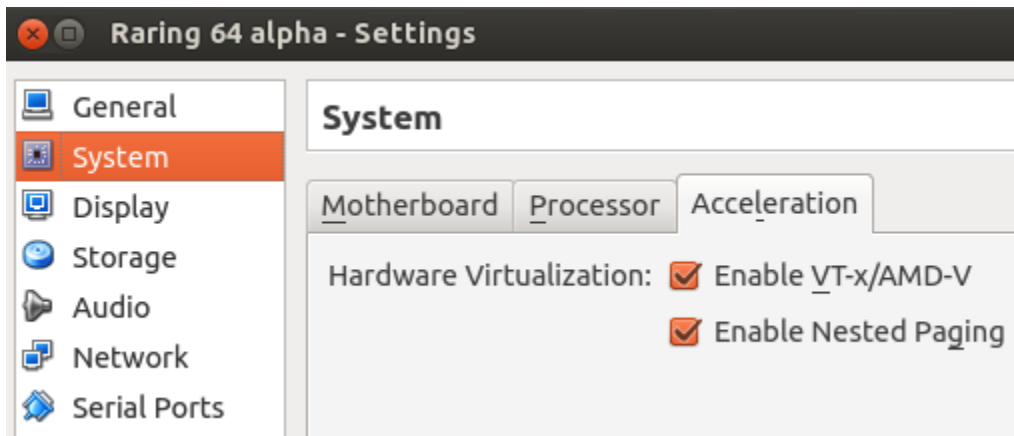 Raring 64 alpha - Settings
General
System
Display
Storage
Audio
Network
Serial Ports
System
Motherboard Processor Acceleration
Hardware Virtualization: Enable VT-x/AMD-V
Enable Nested Paging